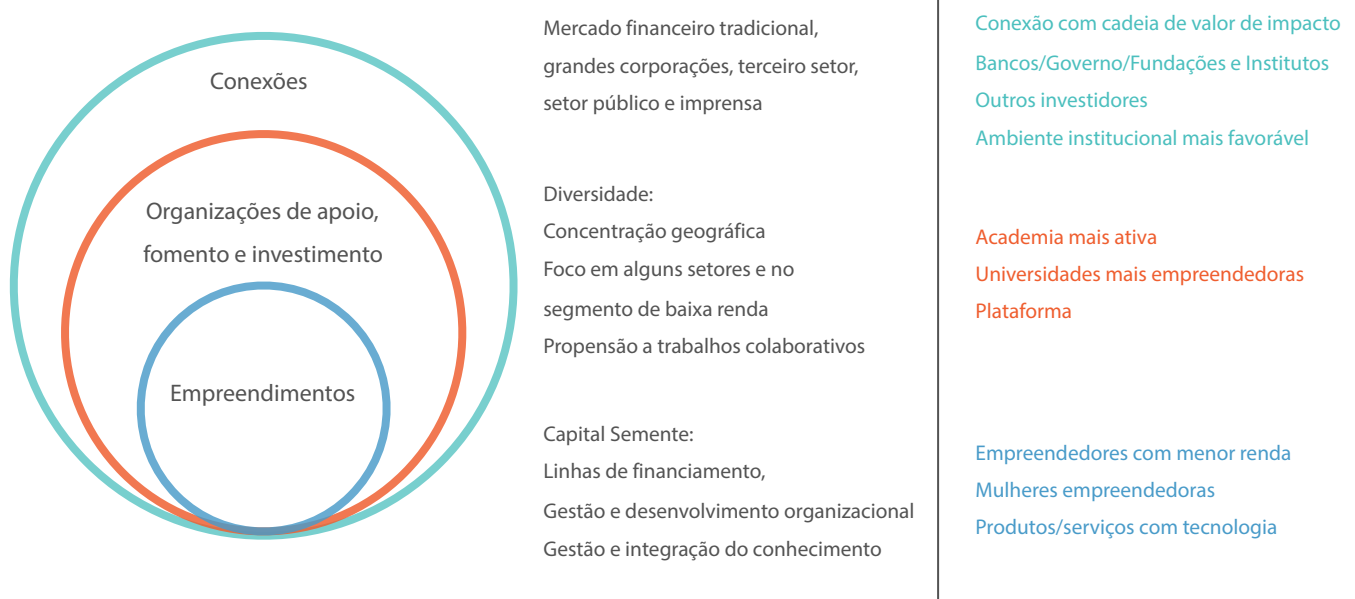 Conexões
Organizações de apoio,
fomento e investimento
Empreendimentos
Mercado financeiro tradicional,
grandes corporações, terceiro setor,
setor público e imprensa
Diversidade:
Concentração geográfica
Foco em alguns setores e no
segmento de baixa renda
Propensão a trabalhos colaborativos
Capital Semente:
Linhas de financiamento,
Gestão e desenvolvimento organizacional
Gestão e integração do conhecimento
Conexão com cadeia de valor de impacto
Bancos/Governo/Fundações e Institutos
Outros investidores
Ambiente institucional mais favorável
Academia mais ativa
Universidades mais empreendedoras
Plataforma
Empreendedores com menor renda
Mulheres empreendedoras
Produtos/serviços com tecnologia